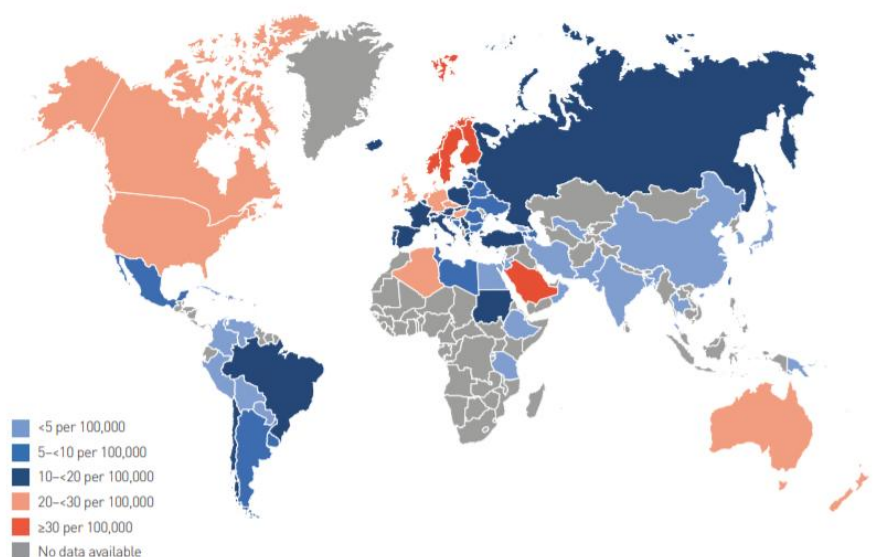 <5 per 100,000
5–<10 per 100,000
10–<20 per 100,000
20–<30 per 100,000
≥30 per 100,000
No data available